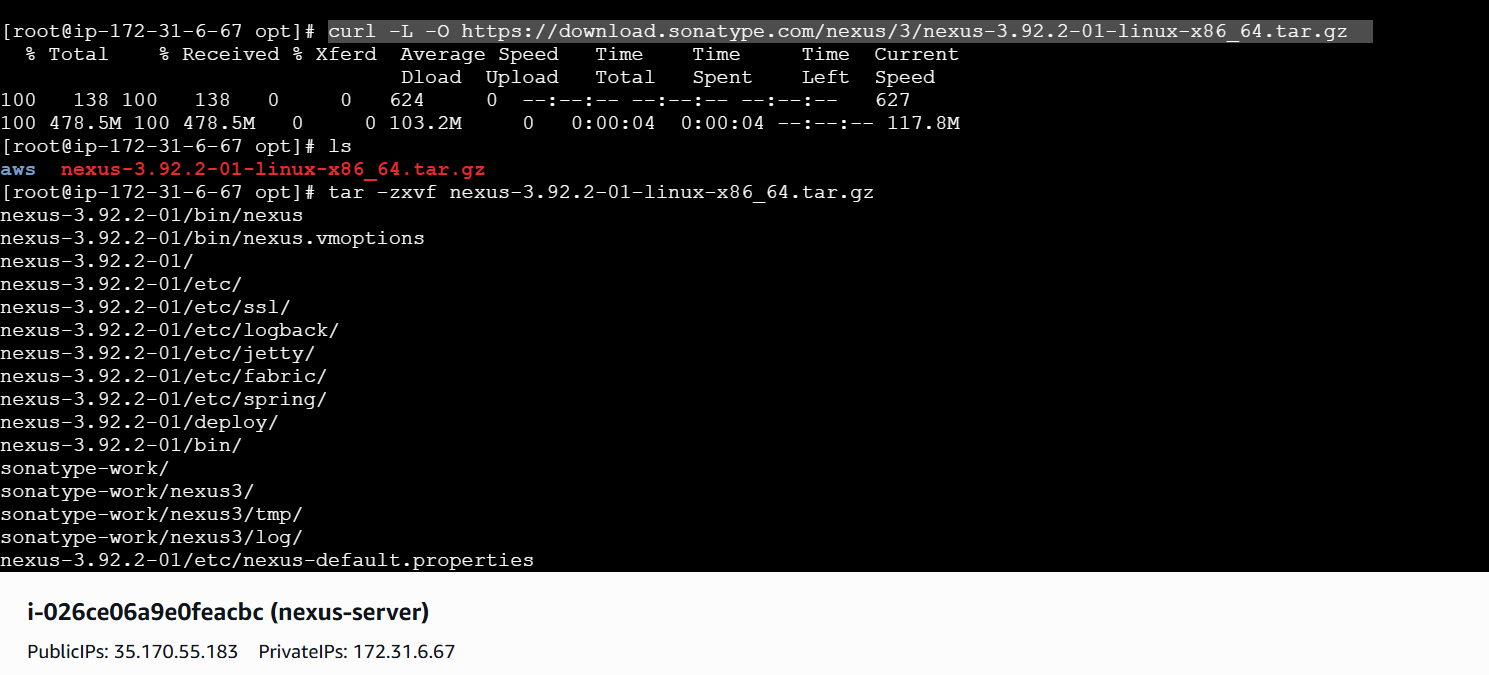 [root@ip-172-31-6-67 opt]# curl -L -O https://download.sonatype.com/nexus/3/nexus-3.92.2-01-linux-x86_64.tar.gz
  % Total    % Received % Xferd  Average Speed   Time    Time     Time  Current
                                 Dload  Upload   Total   Spent    Left  Speed
100    138 100    138   0      0    624      0  --:--:-- --:--:-- --:--:--    627
100 478.5M 100 478.5M   0      0 103.2M      0   0:00:04  0:00:04 --:--:-- 117.8M
[root@ip-172-31-6-67 opt]# ls
aws  nexus-3.92.2-01-linux-x86_64.tar.gz
[root@ip-172-31-6-67 opt]# tar -zxvf nexus-3.92.2-01-linux-x86_64.tar.gz
nexus-3.92.2-01/bin/nexus
nexus-3.92.2-01/bin/nexus.vmoptions
nexus-3.92.2-01/
nexus-3.92.2-01/etc/
nexus-3.92.2-01/etc/ssl/
nexus-3.92.2-01/etc/logback/
nexus-3.92.2-01/etc/jetty/
nexus-3.92.2-01/etc/fabric/
nexus-3.92.2-01/etc/spring/
nexus-3.92.2-01/deploy/
nexus-3.92.2-01/bin/
sonatype-work/
sonatype-work/nexus3/
sonatype-work/nexus3/tmp/
sonatype-work/nexus3/log/
nexus-3.92.2-01/etc/nexus-default.properties
i-026ce06a9e0feacbc (nexus-server)
PublicIPs: 35.170.55.183    PrivateIPs: 172.31.6.67